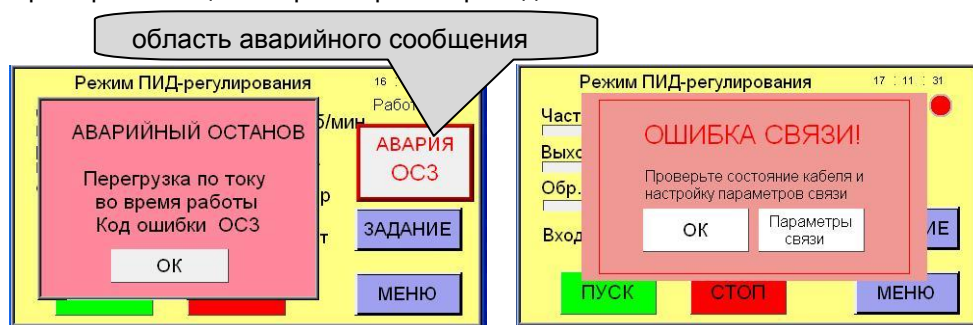 область аварийного сообщения
Режим ПИД-регулирования
16 :
Работ
б/мин
АВАРИЙНЫЙ ОСТАНОВ
Перегрузка по току
во время работы
Код ошибки ОС3
ОК
р
т
АВАРИЯ
ОС3
ЗАДАНИЕ
МЕНЮ
Режим ПИД-регулирования
17 : 11 : 31
Част
Выхо
Обр.
Вход
ОШИБКА СВЯЗИ!
Проверьте состояние кабеля и
настройку параметров связи
ОК
Параметры
связи
ИЕ
ПУСК
СТОП
МЕНЮ